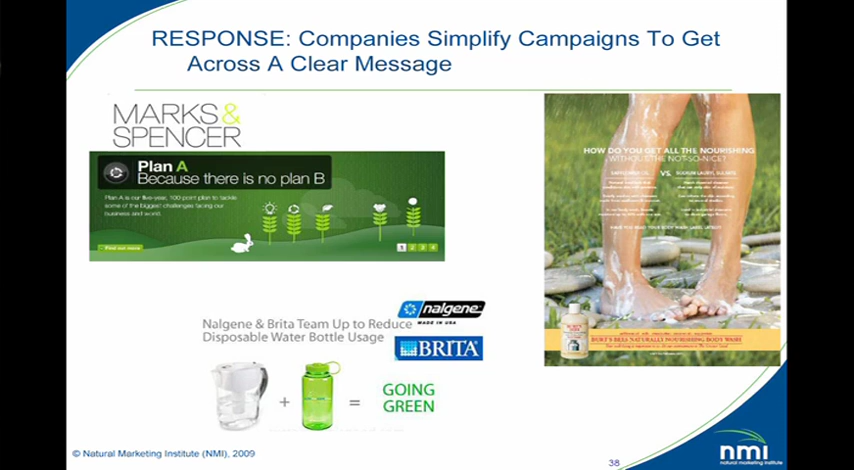 RESPONSE: Companies Simplify Campaigns To Get
Across A Clear Message
MARKS&
SPENCER
Plan A
Because there is no plan B
Plan A is our five-year, 100 point plan to tackle
some of the biggest challenges facing our
business and world.
Find out more
1 2 3 4
HOW DO YOU GET ALL THE NOURISHING
WITHOUT THE NOT-SO-NICE?
VS. SODIUM LAURYL SULFATE
BURT'S BEES NATURALLY NOURISHING BODY WASH
nalgene
MADE IN USA
Nalgene & Brita Team Up to Reduce
Disposable Water Bottle Usage
BRITA
+ = GOING
GREEN
© Natural Marketing Institute (NMI), 2009
38
nmi
natural marketing institute